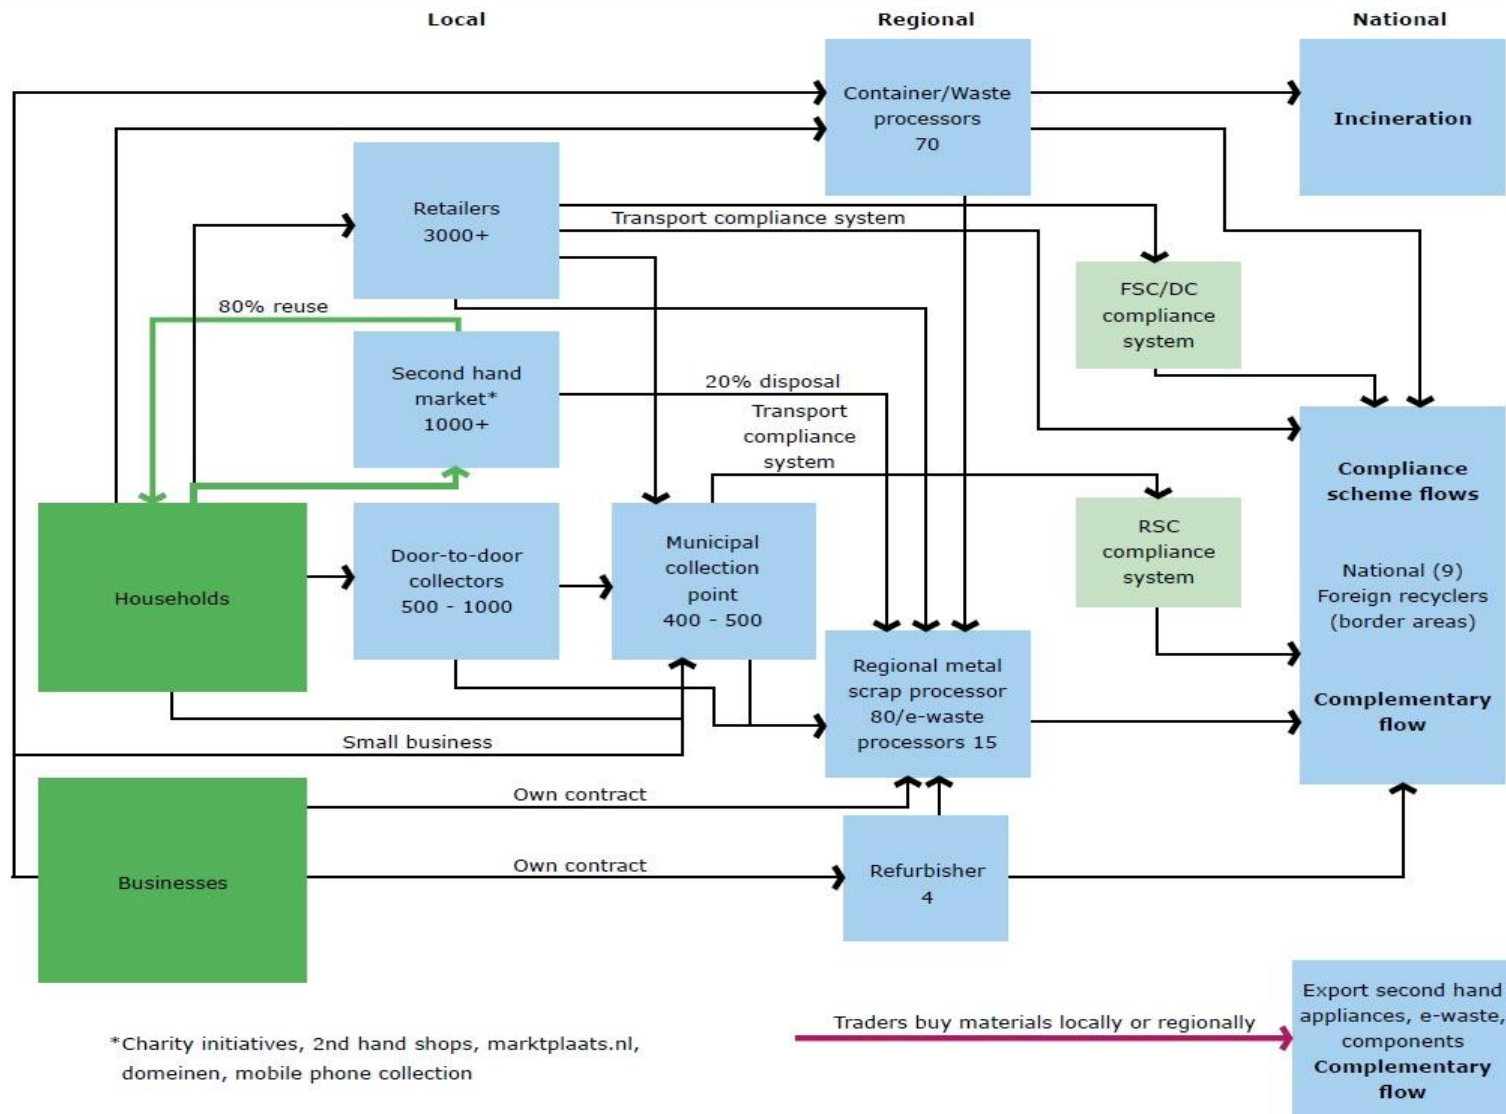 Local
Regional
National
Container/Waste
processors
70
Incineration
Retailers
3000+
Transport compliance system
FSC/DC
compliance
system
80% reuse
Second hand
market*
1000+
20% disposal
Transport
compliance
system
Compliance
scheme flows
National (9)
Foreign recyclers
(border areas)
Complementary
flow
Households
Door-to-door
collectors
500 - 1000
Municipal
collection
point
400 - 500
RSC
compliance
system
Regional metal
scrap processor
80/e-waste
processors 15
Small business
Own contract
Own contract
Businesses
Refurbisher
4
Traders buy materials locally or regionally
Export second hand
appliances, e-waste,
components
Complementary
flow
*Charity initiatives, 2nd hand shops, marktplaats.nl,
domeinen, mobile phone collection